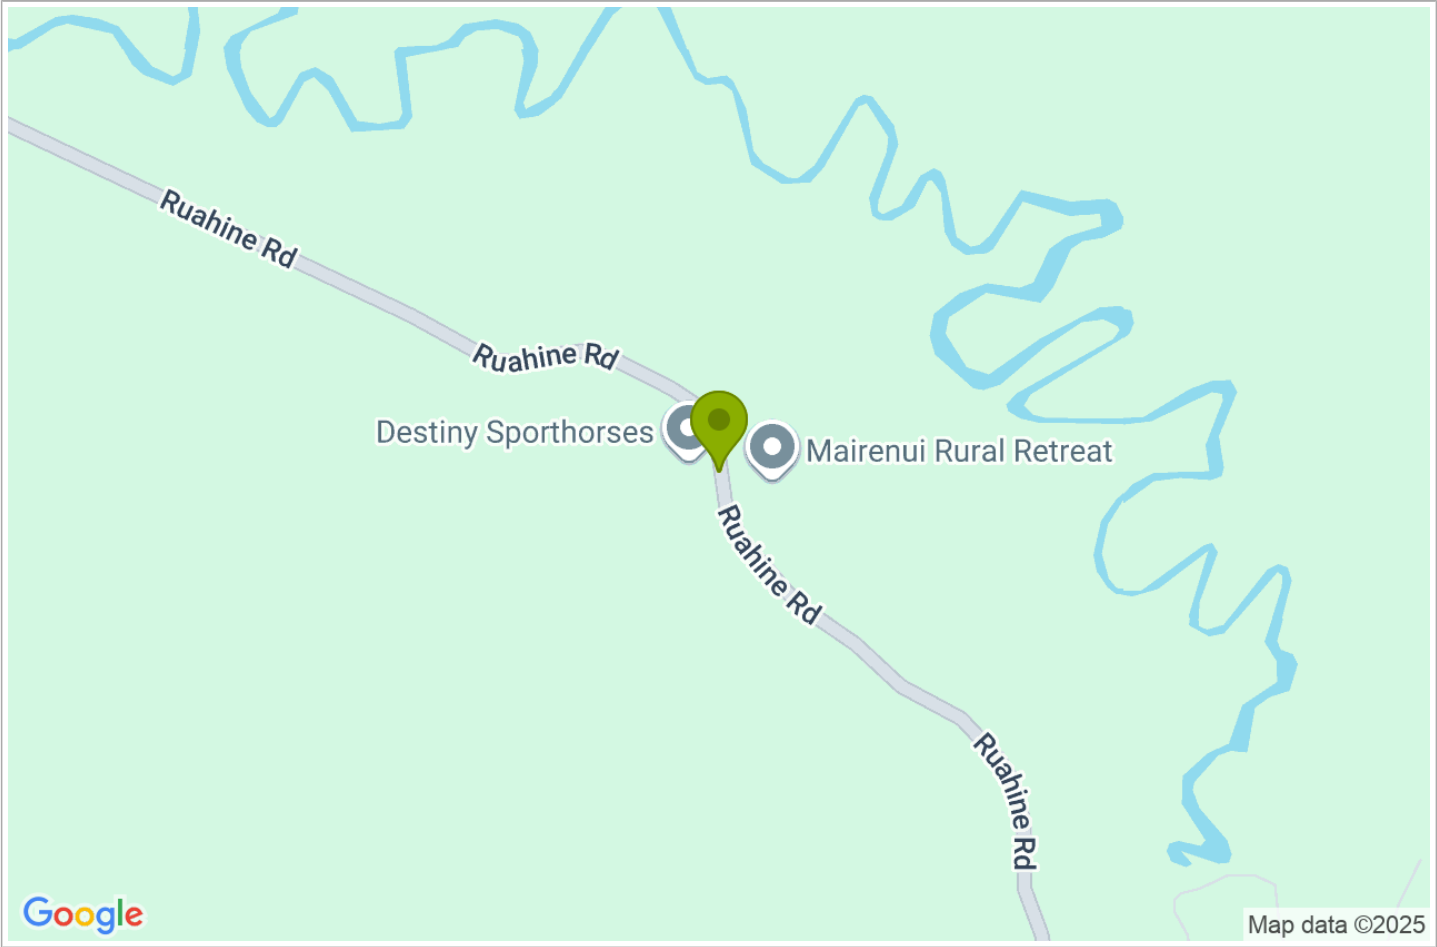 Ruahine Rd
Ruahine Rd
Destiny Sporthorses
Mairenui Rural Retreat
Ruahine Rd
Ruahine Rd
Google
Map data ©2025